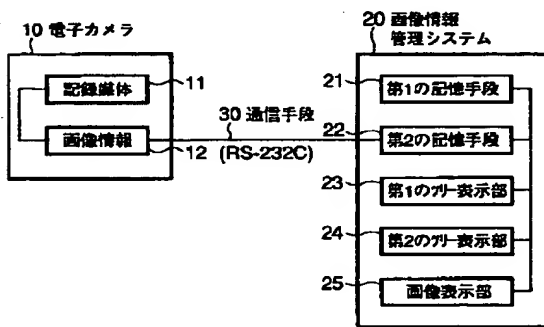 10 電子カメラ
記録媒体
11
画像情報
12
30 通信手段
(RS-232C)
20 画像情報
管理システム
21
第1の記憶手段
22
第2の記憶手段
23
第1のツリー表示部
24
第2のツリー表示部
25
画像表示部